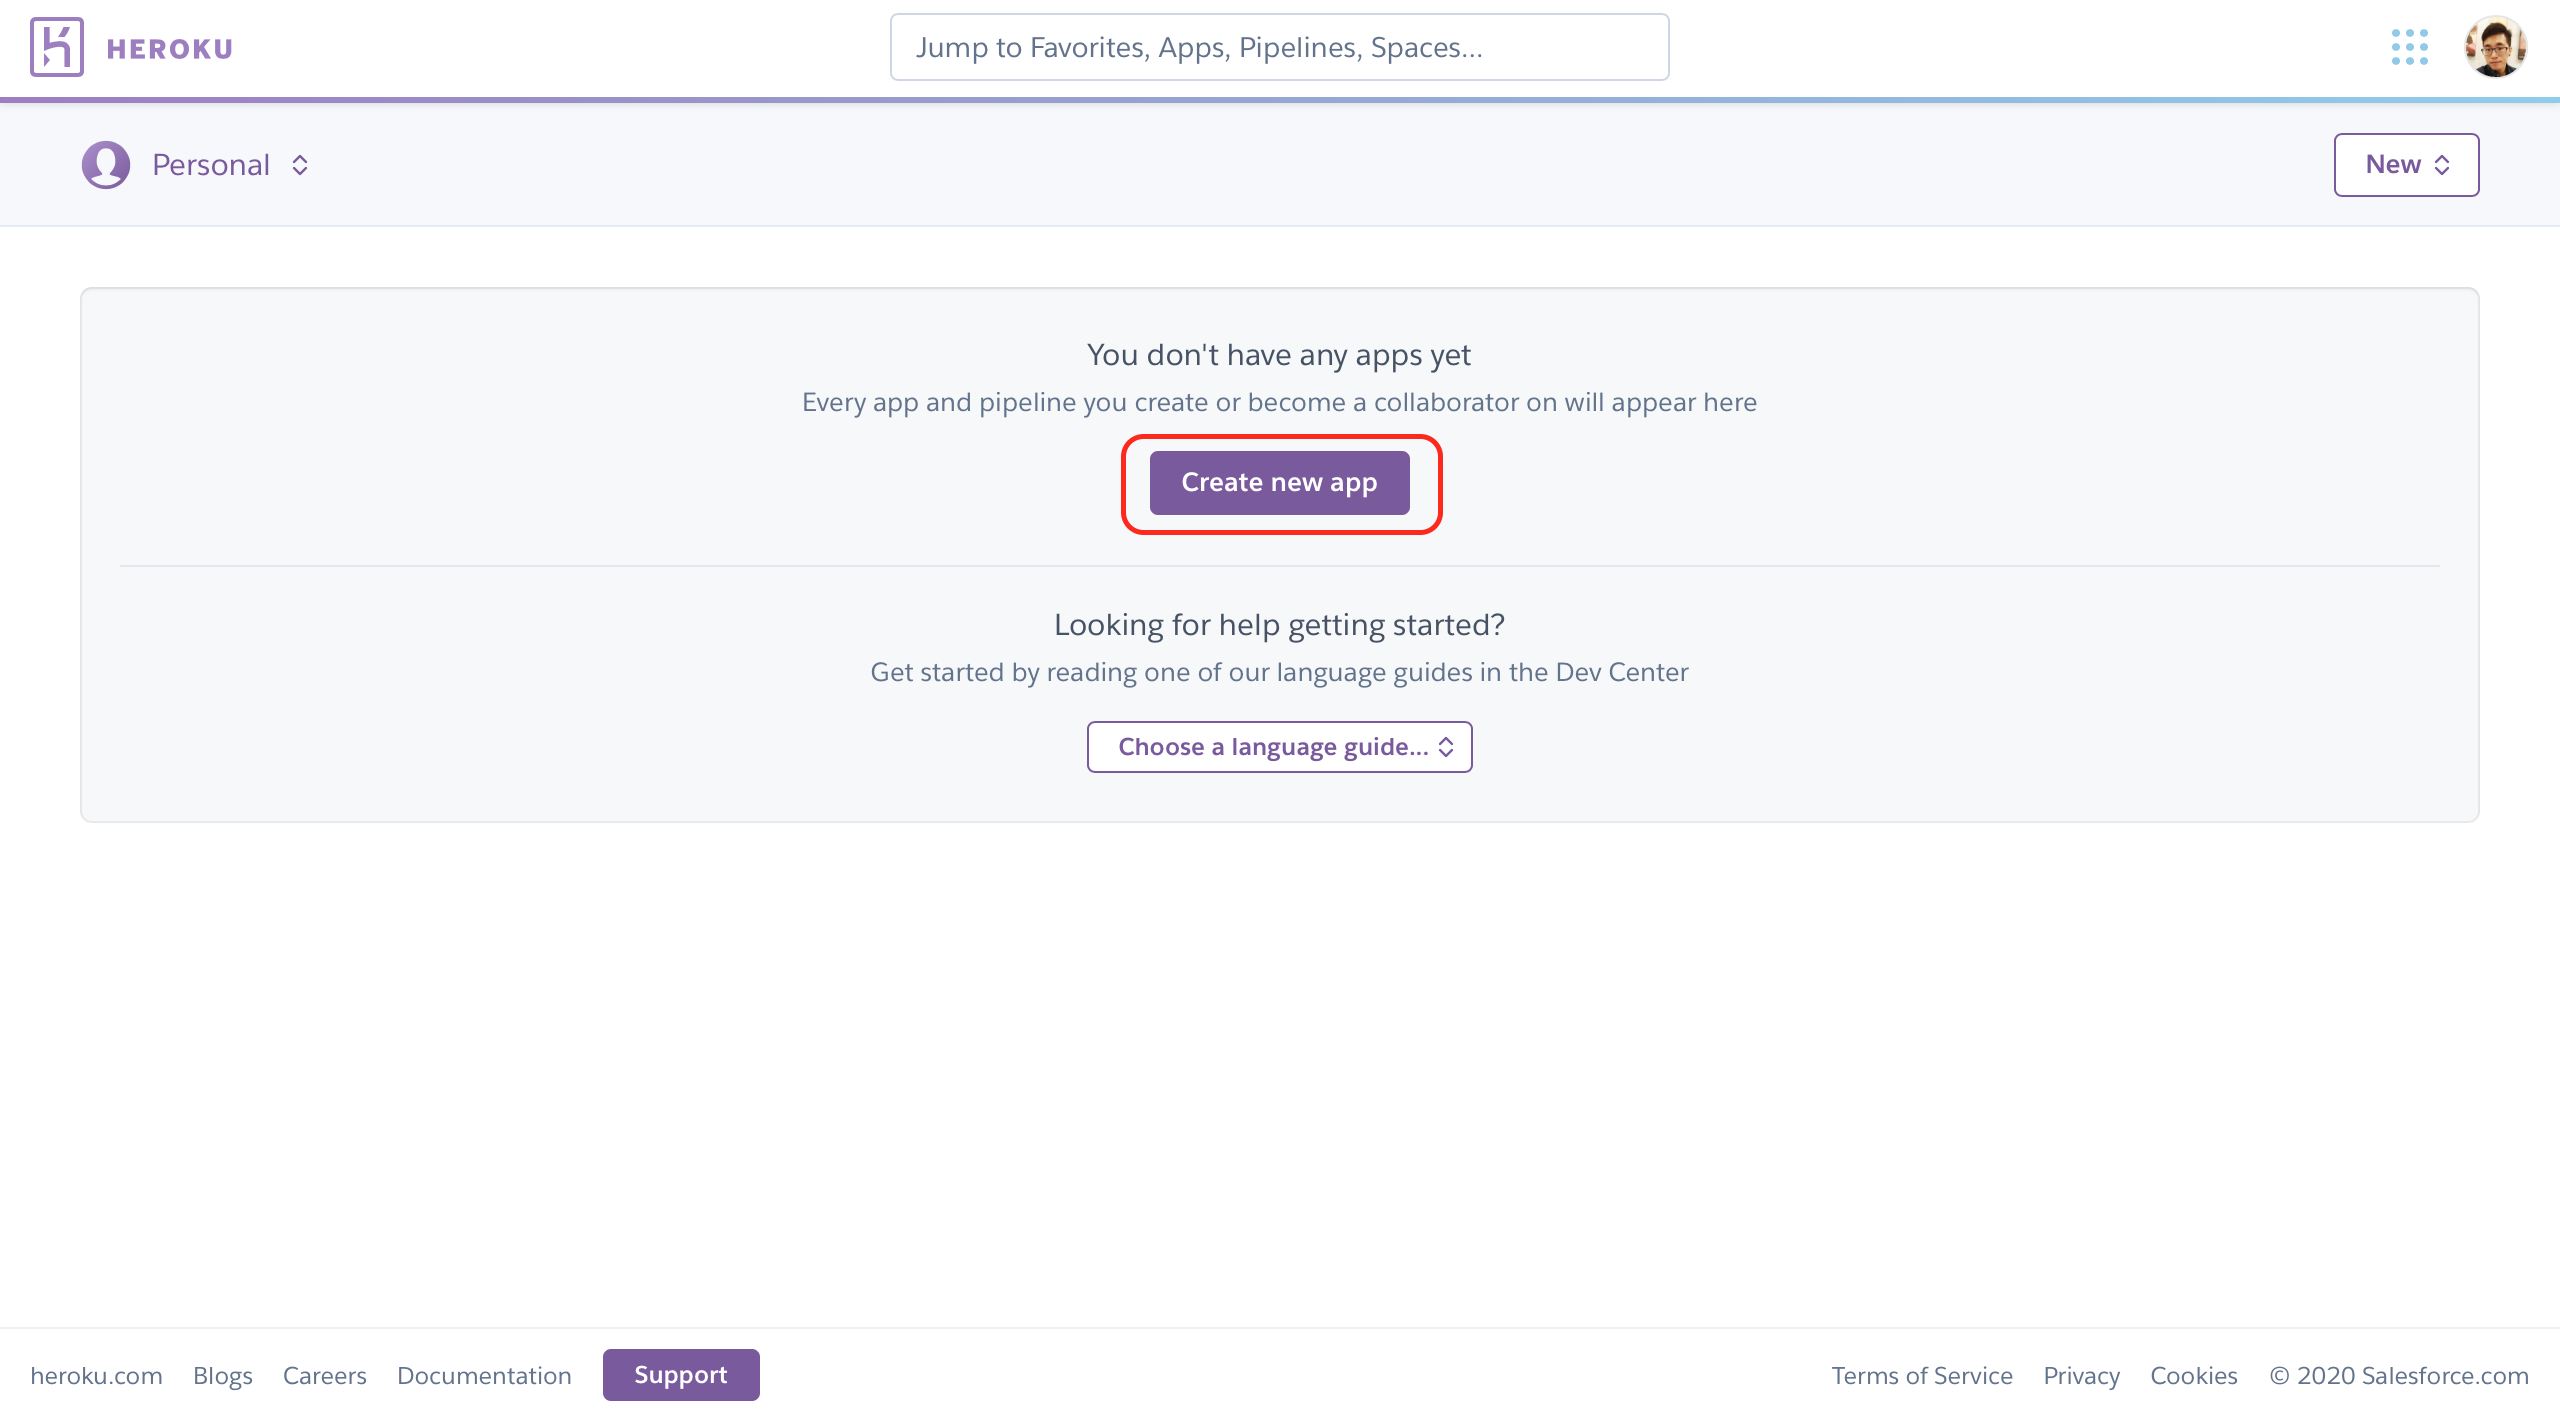 HEROKU
Jump to Favorites, Apps, Pipelines, Spaces...
Personal
New
You don't have any apps yet
Every app and pipeline you create or become a collaborator on will appear here
Create new app
Looking for help getting started?
Get started by reading one of our language guides in the Dev Center
Choose a language guide...
heroku.com Blogs Careers Documentation Support Terms of Service Privacy Cookies © 2020 Salesforce.com